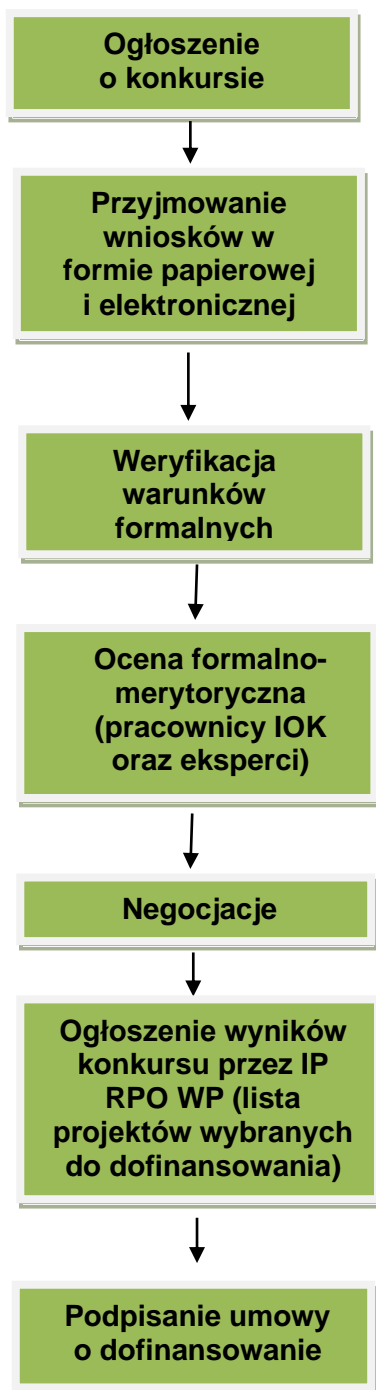 Ogłoszenie
o konkursie
Przyjmowanie
wniosków w
formie papierowej
i elektronicznej
Weryfikacja
warunków
formalnych
Ocena formalno-
merytoryczna
(pracownicy IOK
oraz eksperci)
Negocjacje
Ogłoszenie wyników
konkursu przez IP
RPO WP (lista
projektów wybranych
do dofinansowania)
Podpisanie umowy
o dofinansowanie